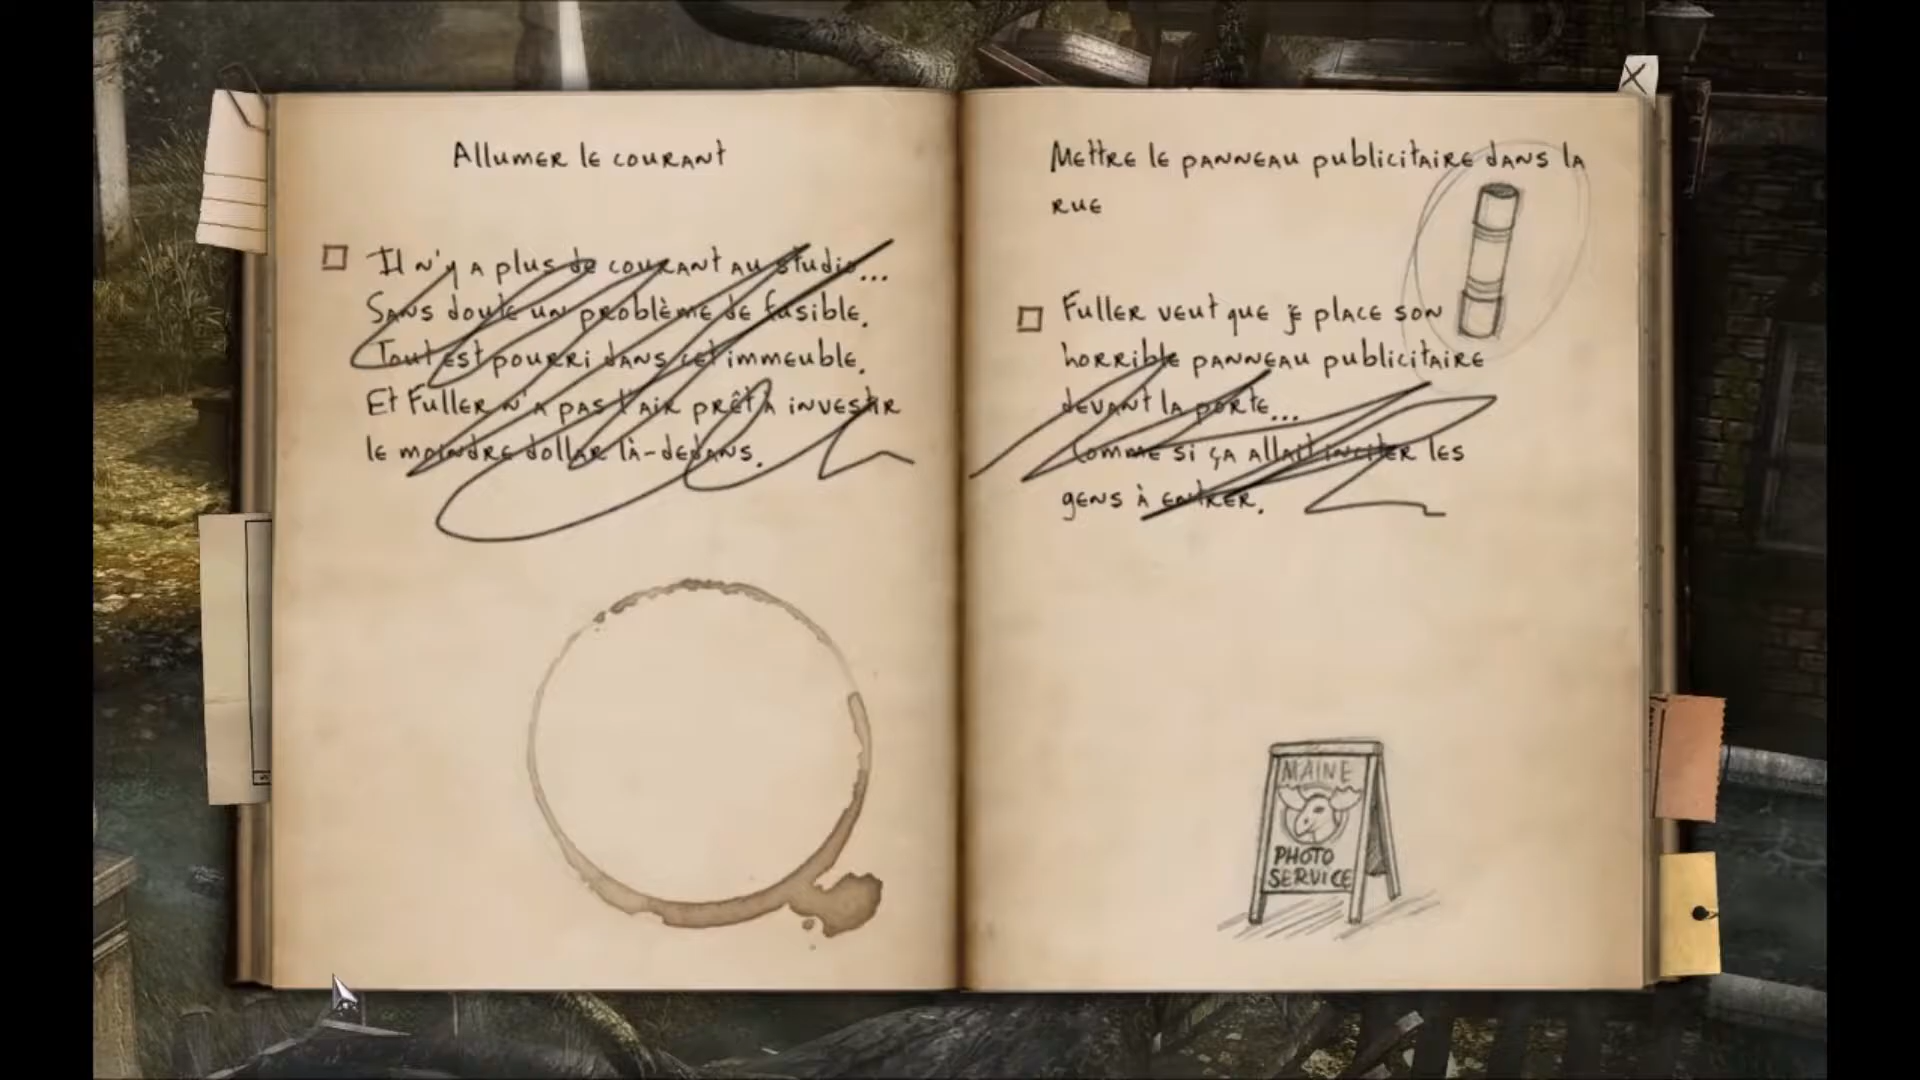 Allumer le courant
Il n'y a plus de courant au studio...
Sans doute un problème de fusible.
Tout est pourri dans cet immeuble.
Et Fuller n'a pas l'air prêt à investir
le moindre dollar là-dedans.
Mettre le panneau publicitaire dans la
rue
Fuller veut que je place son
horrible panneau publicitaire
devant la porte...
Comme si ça allait inciter les
gens à entrer.
MAINE
PHOTO
SERVICE